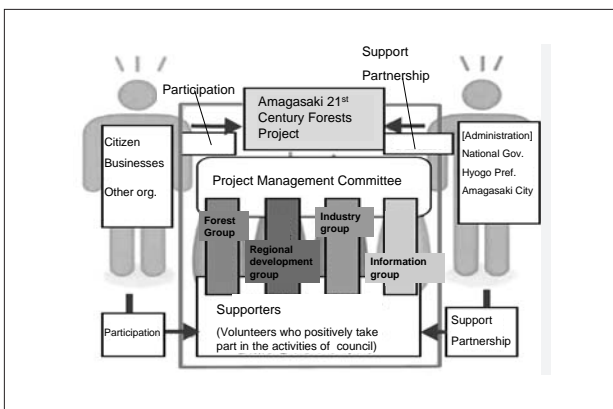 Support
Partnership
Participation
Amagasaki 21st
Century Forests
Project
Citizen
Businesses
Other org.
[Administration]
National Gov.
Hyogo Pref.
Amagasaki City
Project Management Committee
Forest
Group
Regional
development
group
Industry
group
Information
group
Supporters
(Volunteers who positively take
part in the activities of council)
Participation
Support
Partnership